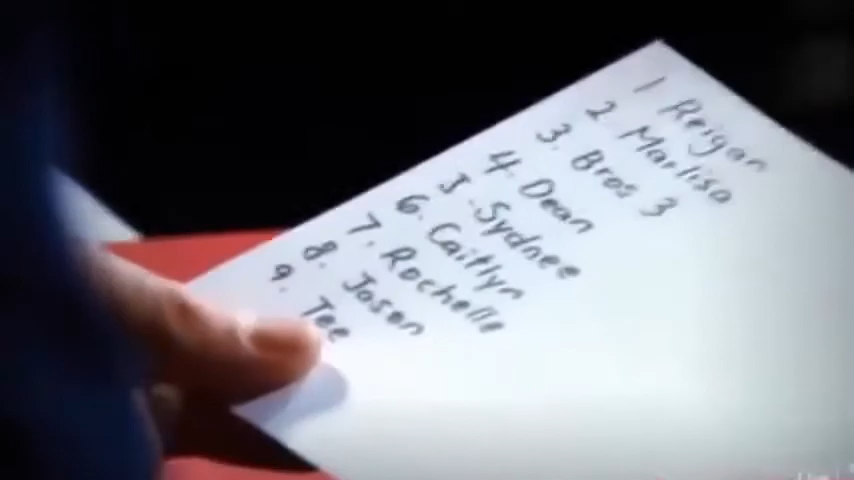 1 Reigan
2 Marlisa
3. Bros 3
4. Dean
5. Sydnee
6. Caitlyn
7. Rochelle
8. Jason
9. Tee